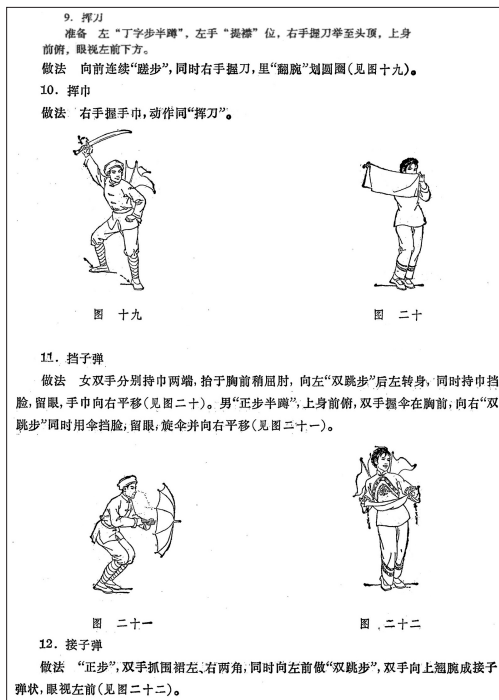 9. 挥刀
准备 左“丁字步半蹲”，左手“提襟”位，右手握刀举至头顶，上身
前俯，眼视左前下方。
做法 向前连续“蹉步”，同时右手握刀，里“翻腕”划圆圈(见图十九)。
10. 挥巾
做法 右手握手巾，动作同“挥刀”。
图 十九
图 二十
11. 挡子弹
做法 女双手分别持巾两端，抬于胸前稍屈肘，向左“双跳步”后左转身，同时持巾挡
脸，留眼，手巾向右平移(见图二十)。男“正步半蹲”，上身前俯，双手握伞在胸前，向右“双
跳步”同时用伞挡脸，留眼，旋伞并向右平移(见图二十一)。
图 二十一
图 二十二
12. 接子弹
做法 “正步”，双手抓围裙左、右两角，同时向左前做“双跳步”，双手向上翘腕成接子
弹状，眼视左前(见图二十二)。